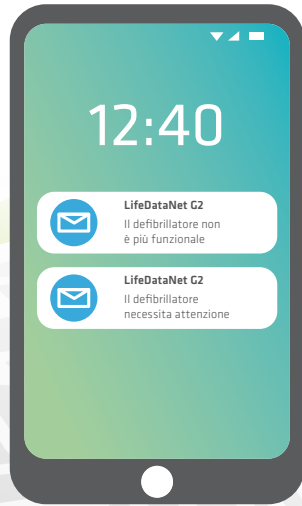 12:40
LifeDataNet G2
Il defibrillatore non
è più funzionale
LifeDataNet G2
Il defibrillatore
necessita attenzione